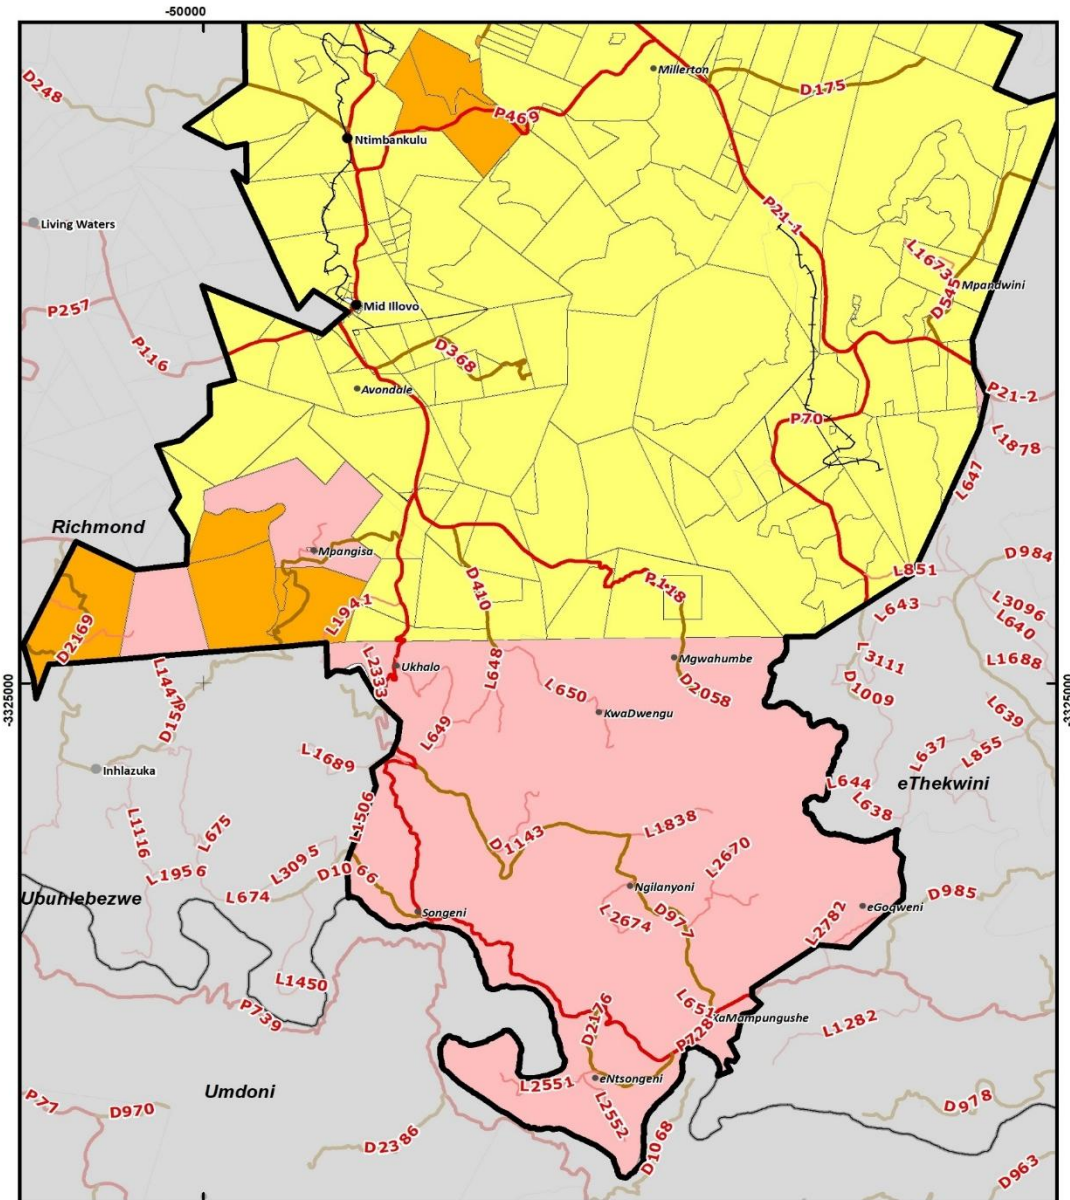 -50000
D248
Millerton
D175
P469
Ntimbankulu
Living Waters
P21-1
L1673
Mpandwini
D545
P257
Mid Illovo
P116
D368
Avondale
P21-2
P70
L1878
L647
Richmond
Mpangisa
D984
L851
P118
D410
L1941
L643
L3096
L640
D2169
L3111
L1688
Mgwahumbe
Ukhalo
L2333
L648
L650
D2058
D1009
-3325000
-3325000
L1447
D158
KwaDwengu
L639
L649
L637
L855
L1689
Inhlazuka
L644
eThekwini
L638
L1506
L1116
L675
D1143
L1838
L2670
L3095
L1956
D1066
Ngilanyoni
D985
Ubuhlebezwe
L674
Songeni
L2674
D977
eGoqweni
L2782
L1450
L651
KaMampungushe
P739
D2176
P728
L1282
eNtsongeni
L2551
Umdoni
P77
D970
L2552
D978
D2386
D1068
D963